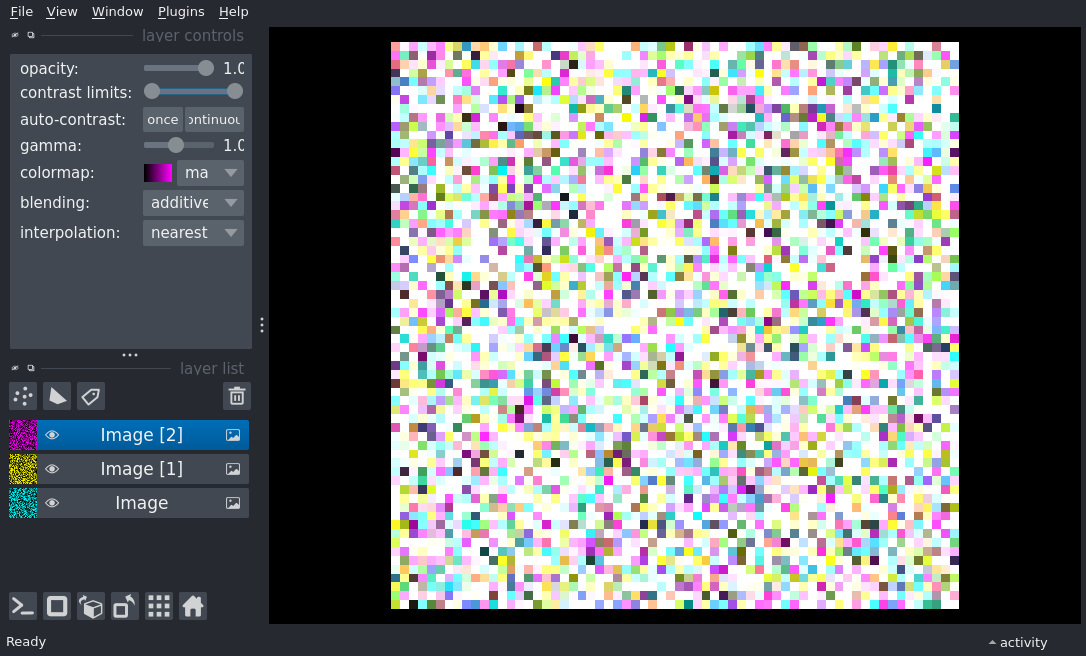 File View Window Plugins Help
layer controls
opacity: 1.0
contrast limits:
auto-contrast: once ontinuou
gamma: 1.0
colormap: ma
blending: additive
interpolation: nearest
layer list
Image [2]
Image [1]
Image
Ready
activity